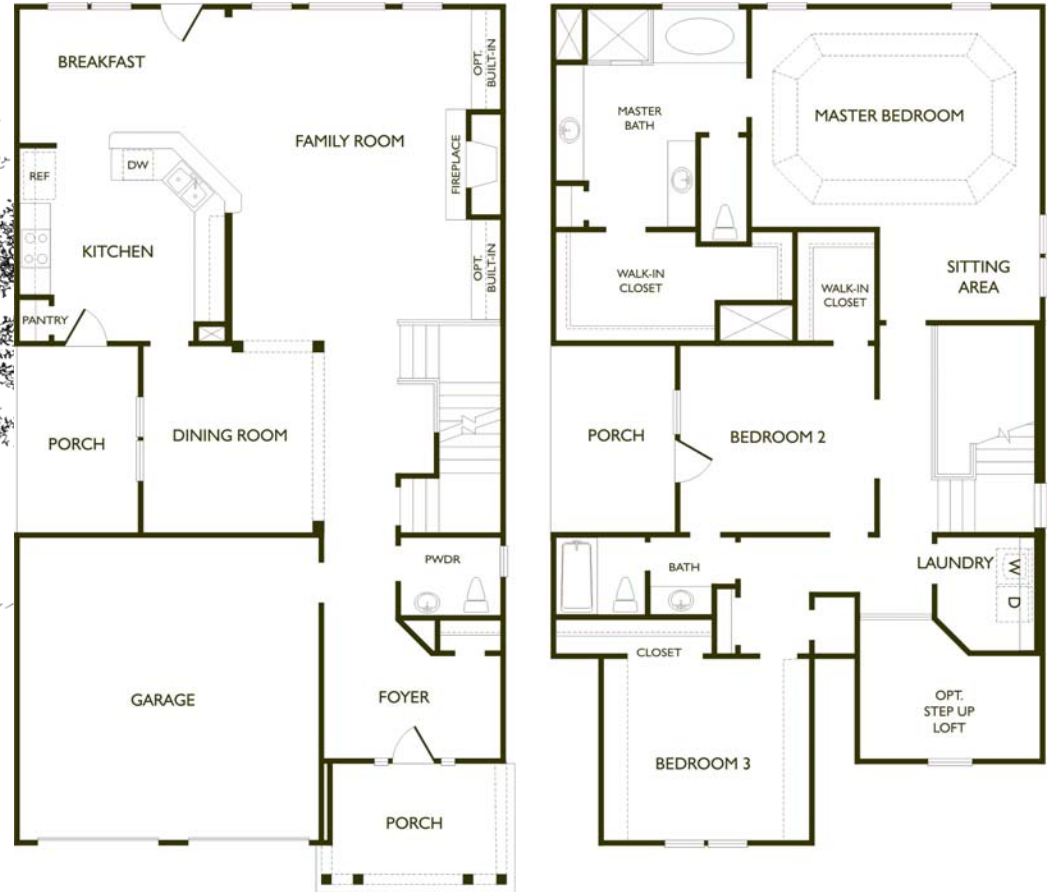 BREAKFAST
FAMILY ROOM
OPT.
BUILT-IN
FIREPLACE
REF
DW
KITCHEN
OPT.
BUILT-IN
PANTRY
PORCH
DINING ROOM
PWDR
GARAGE
FOYER
PORCH
MASTER
BATH
MASTER BEDROOM
WALK-IN
CLOSET
WALK-IN
CLOSET
SITTING
AREA
PORCH
BEDROOM 2
BATH
LAUNDRY
W
D
CLOSET
OPT.
STEP UP
LOFT
BEDROOM 3